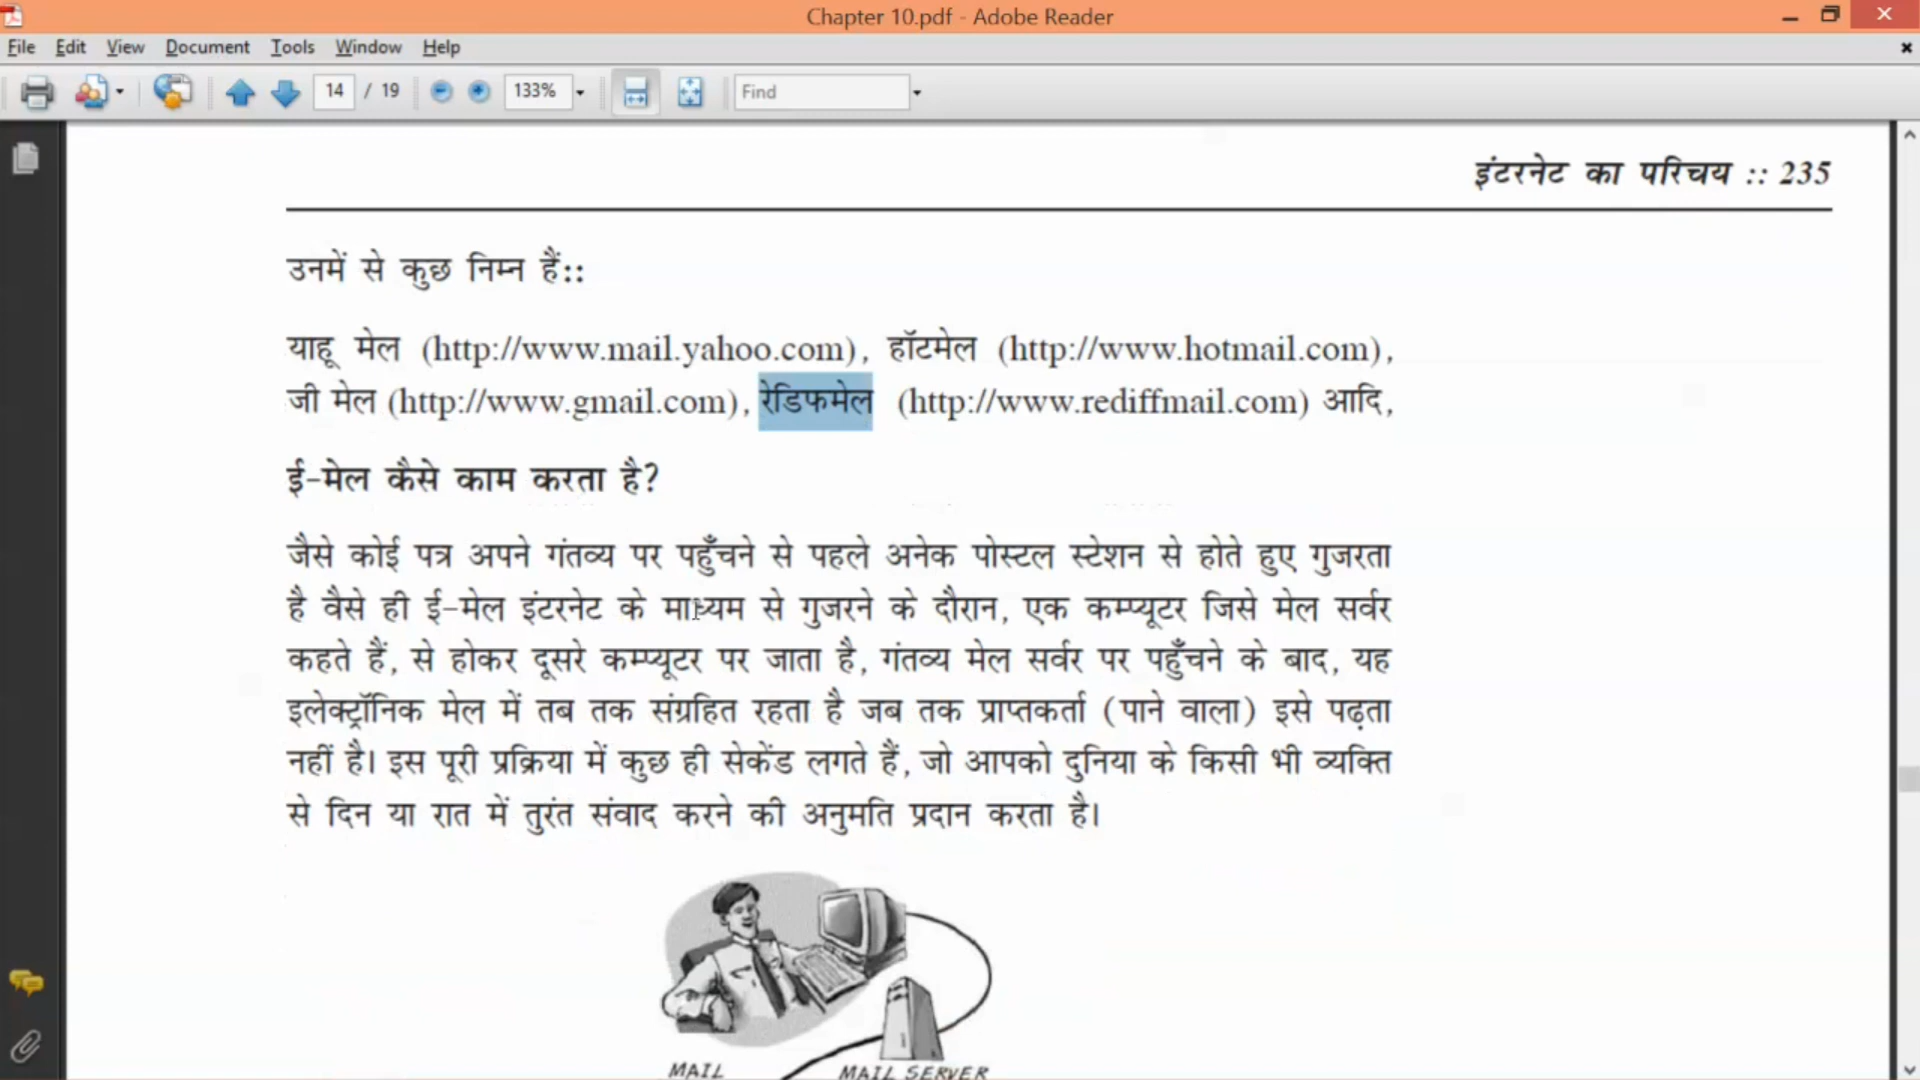 Chapter 10.pdf - Adobe Reader
File Edit View Document Tools Window Help
14 / 19 133% Find
इंटरनेट का परिचय :: 235
उनमें से कुछ निम्न हैं::
याहू मेल (http://www.mail.yahoo.com), हॉटमेल (http://www.hotmail.com),
जी मेल (http://www.gmail.com), रेडिफमेल (http://www.rediffmail.com) आदि,
ई-मेल कैसे काम करता है?
जैसे कोई पत्र अपने गंतव्य पर पहुँचने से पहले अनेक पोस्टल स्टेशन से होते हुए गुजरता
है वैसे ही ई-मेल इंटरनेट के माध्यम से गुजरने के दौरान, एक कम्प्यूटर जिसे मेल सर्वर
कहते हैं, से होकर दूसरे कम्प्यूटर पर जाता है, गंतव्य मेल सर्वर पर पहुँचने के बाद, यह
इलेक्ट्रॉनिक मेल में तब तक संग्रहित रहता है जब तक प्राप्तकर्ता (पाने वाला) इसे पढ़ता
नहीं है। इस पूरी प्रक्रिया में कुछ ही सेकेंड लगते हैं, जो आपको दुनिया के किसी भी व्यक्ति
से दिन या रात में तुरंत संवाद करने की अनुमति प्रदान करता है।
MAIL MAIL SERVER